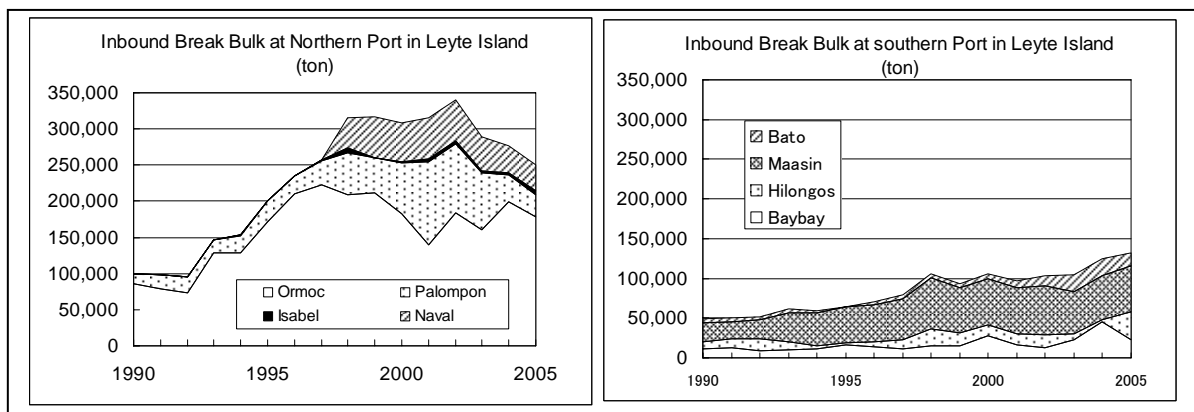 Inbound Break Bulk at Northern Port in Leyte Island
(ton)
350,000
300,000
250,000
200,000
150,000
100,000
50,000
0
Ormoc Palompon
Isabel Naval
1990 1995 2000 2005
Inbound Break Bulk at southern Port in Leyte Island
(ton)
350,000
300,000
250,000
200,000
150,000
100,000
50,000
0
Bato
Maasin
Hilongos
Baybay
1990 1995 2000 2005